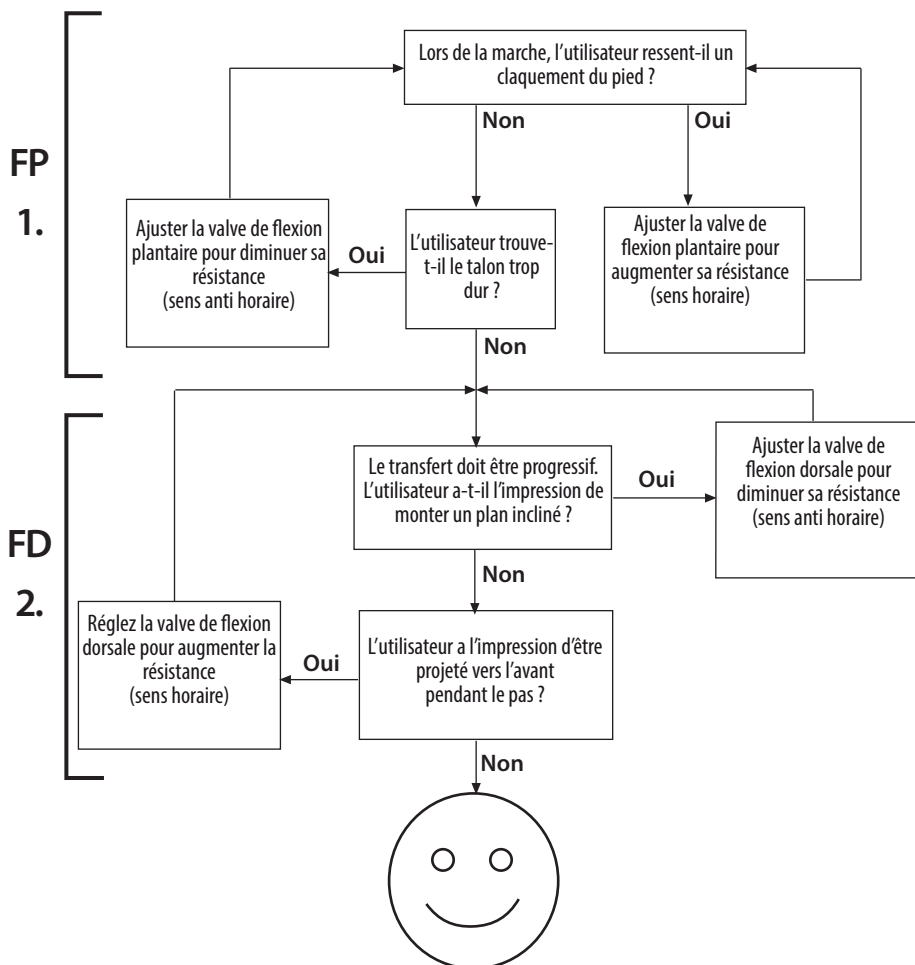 Lors de la marche, l’utilisateur ressent-il un
claquement du pied ?
Non
Oui
FP
1.
Ajuster la valve de flexion
plantaire pour diminuer sa
résistance
(sens anti horaire)
Oui
L’utilisateur trouve-
t-il le talon trop
dur ?
Ajuster la valve de
flexion plantaire pour
augmenter sa résistance
(sens horaire)
Non
FD
2.
Le transfert doit être progressif.
L’utilisateur a-t-il l’impression de
monter un plan incliné ?
Oui
Ajuster la valve de
flexion dorsale pour
diminuer sa résistance
(sens anti horaire)
Non
Réglez la valve de flexion
dorsale pour augmenter la
résistance
(sens horaire)
Oui
L’utilisateur a l’impression d’être
projeté vers l’avant
pendant le pas ?
Non